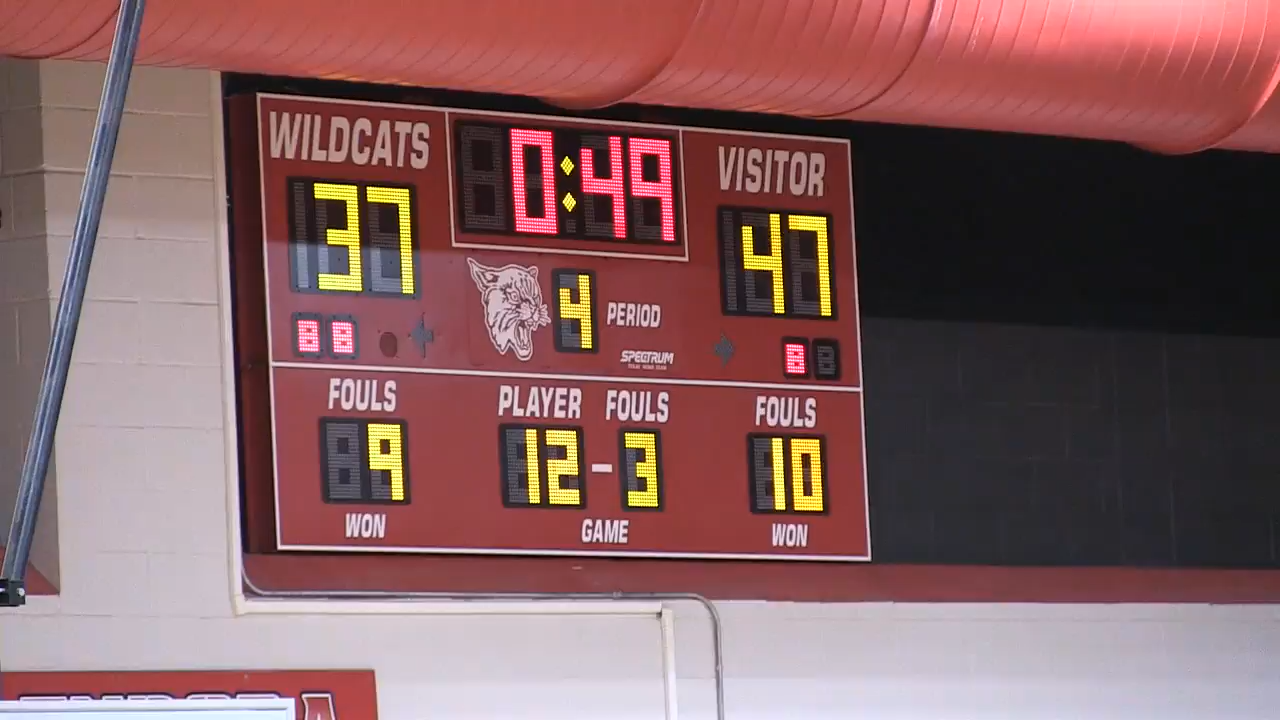 WILDCATS
0:49
VISITOR
37
47
4
PERIOD
SPECTRUM
B B
B
FOULS
PLAYER FOULS
FOULS
9
12-3
10
WON
GAME
WON